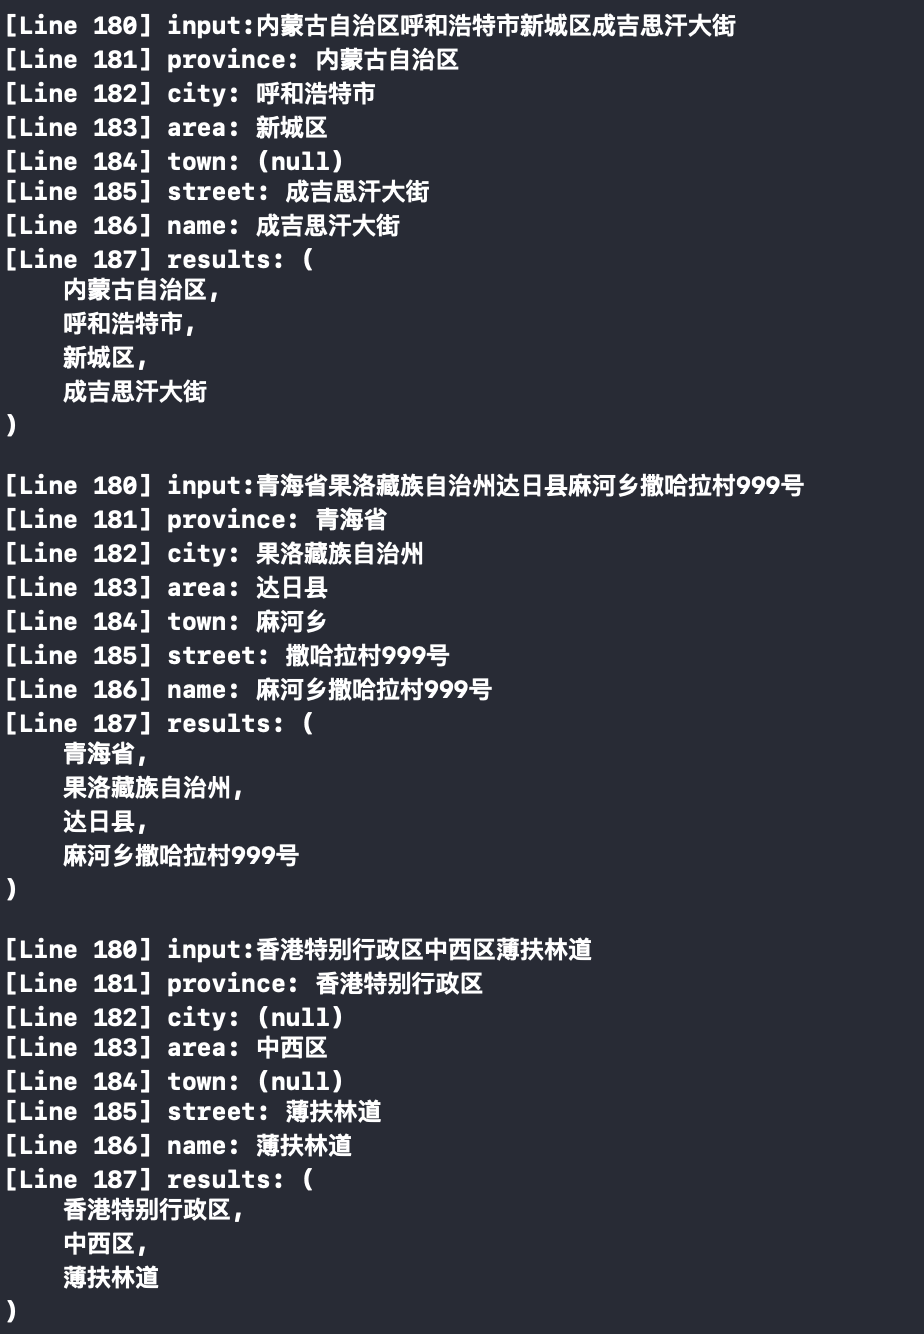 [Line 180] input:内蒙古自治区呼和浩特市新城区成吉思汗大街
[Line 181] province: 内蒙古自治区
[Line 182] city: 呼和浩特市
[Line 183] area: 新城区
[Line 184] town: (null)
[Line 185] street: 成吉思汗大街
[Line 186] name: 成吉思汗大街
[Line 187] results: (
    内蒙古自治区,
    呼和浩特市,
    新城区,
    成吉思汗大街
)

[Line 180] input:青海省果洛藏族自治州达日县麻河乡撒哈拉村999号
[Line 181] province: 青海省
[Line 182] city: 果洛藏族自治州
[Line 183] area: 达日县
[Line 184] town: 麻河乡
[Line 185] street: 撒哈拉村999号
[Line 186] name: 麻河乡撒哈拉村999号
[Line 187] results: (
    青海省,
    果洛藏族自治州,
    达日县,
    麻河乡撒哈拉村999号
)

[Line 180] input:香港特别行政区中西区薄扶林道
[Line 181] province: 香港特别行政区
[Line 182] city: (null)
[Line 183] area: 中西区
[Line 184] town: (null)
[Line 185] street: 薄扶林道
[Line 186] name: 薄扶林道
[Line 187] results: (
    香港特别行政区,
    中西区,
    薄扶林道
)